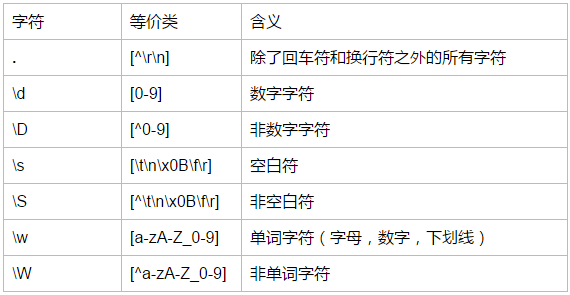 字符 等价类 含义
. [^\r\n] 除了回车符和换行符之外的所有字符
\d [0-9] 数字字符
\D [^0-9] 非数字字符
\s [\t\n\x0B\f\r] 空白符
\S [^\t\n\x0B\f\r] 非空白符
\w [a-zA-Z_0-9] 单词字符（字母，数字，下划线）
\W [^a-zA-Z_0-9] 非单词字符